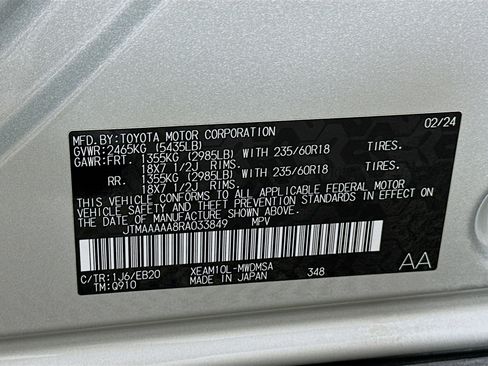 MFD.BY:TOYOTA MOTOR CORPORATION 02/24
GVWR:2465KG (5435LB)
GAWR:FRT. 1355KG (2985LB) WITH 235/60R18 TIRES.
18X7 1/2J RIMS.
RR. 1355KG (2985LB) WITH 235/60R18 TIRES.
18X7 1/2J RIMS.
THIS VEHICLE CONFORMS TO ALL APPLICABLE FEDERAL MOTOR
VEHICLE SAFETY AND THEFT PREVENTION STANDARDS IN EFFECT ON
THE DATE OF MANUFACTURE SHOWN ABOVE.
JTMAAAAA8RA033849 MPV
C/TR:1J6/EB20 XEAM10L-MWDMSA
TM:Q910 MADE IN JAPAN 348
AA